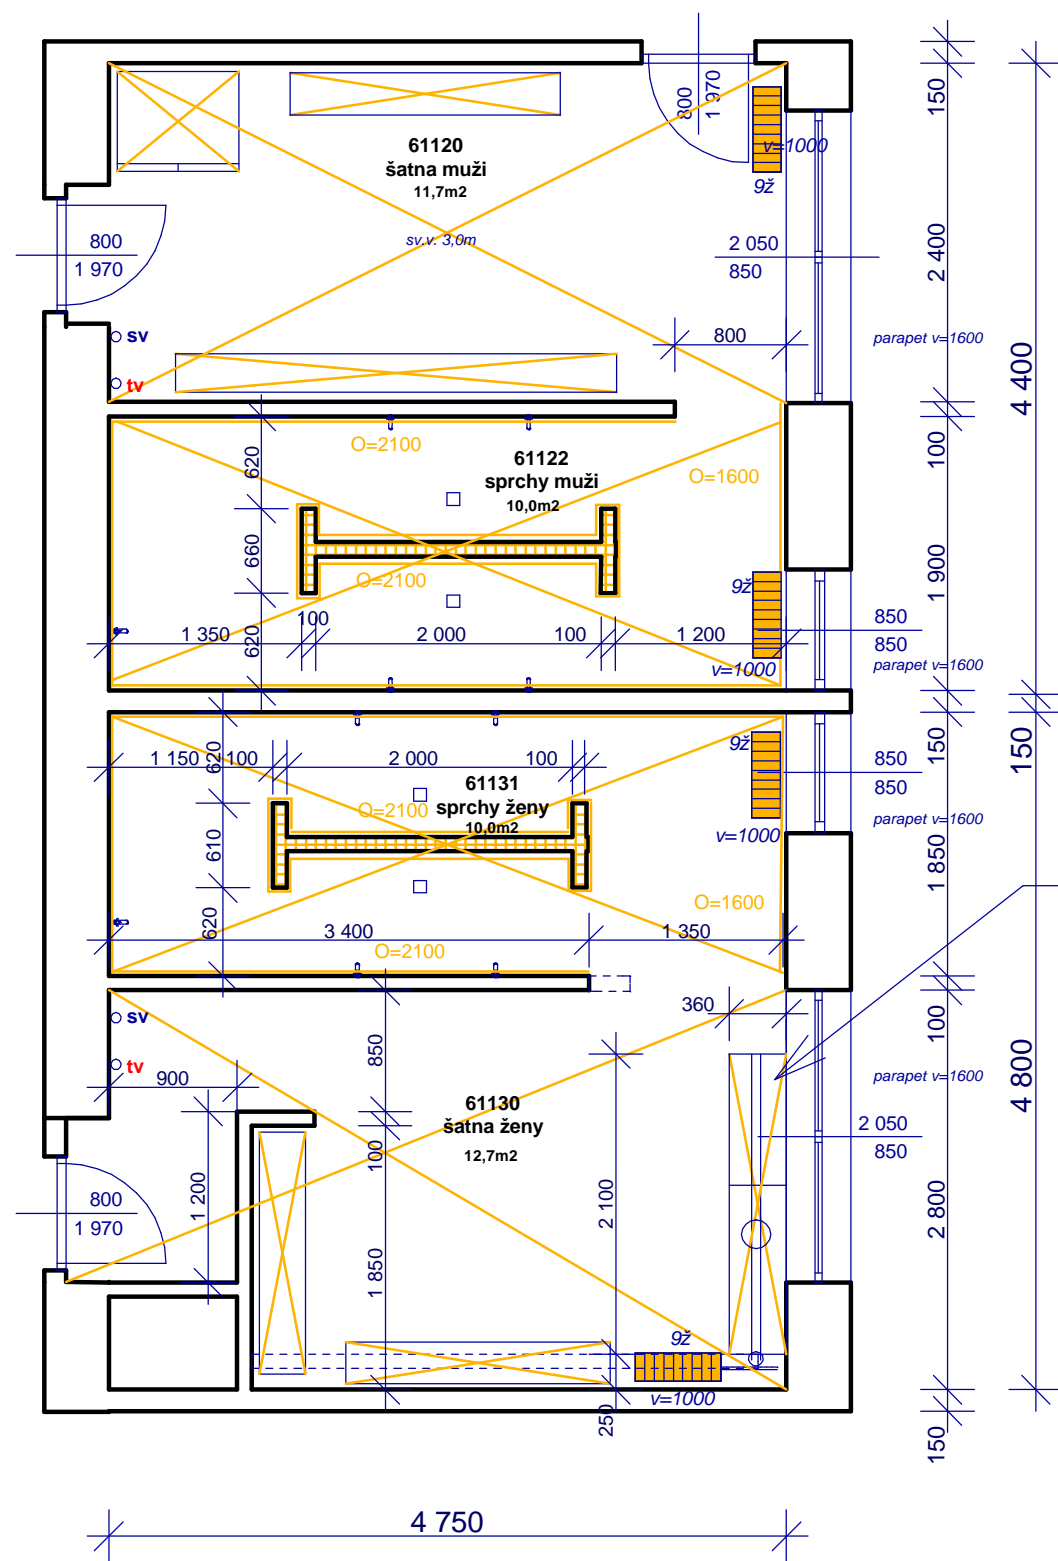 800
1 970
150
61120
šatna muži
11,7m2
v=1000
9ž
sv.v. 3,0m
800
1 970
2 050
850
2 400
sv
800
parapet v=1600
tv
4 400
O=2100
620
61122
sprchy muži
10,0m2
O=1600
100
660
O=2100
9ž
1 900
100
1 350
2 000
100
1 200
620
850
850
v=1000
parapet v=1600
1 150
620
100
2 000
100
9ž
850
850
150
150
61131
sprchy ženy
10,0m2
O=2100
v=1000
parapet v=1600
610
1 850
O=1600
620
3 400
1 350
O=2100
360
sv
850
100
tv
900
parapet v=1600
4 800
61130
šatna ženy
12,7m2
2 050
850
100
800
1 970
1 200
2 100
2 800
1 850
9ž
v=1000
250
150
4 750